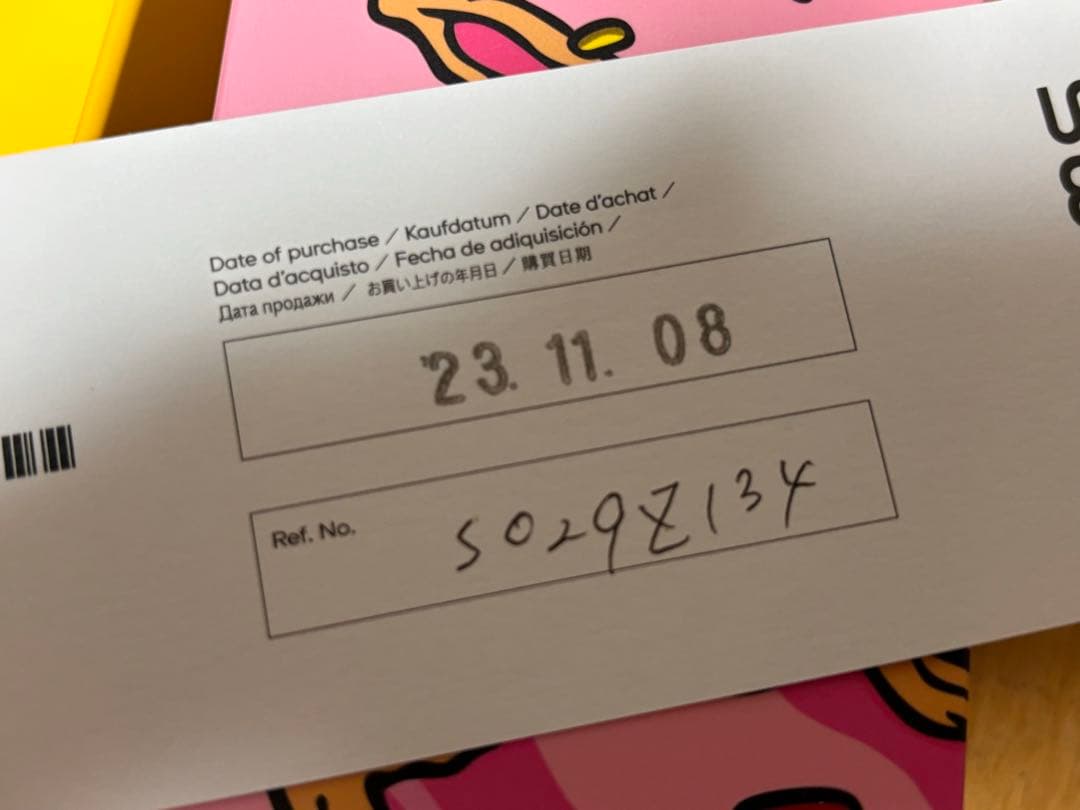 Date of purchase / Kaufdatum / Date d'achat /
Data d'acquisto / Fecha de adiquisición /
Дата продажи / お買い上げの年月日 / 購買日期
'23. 11. 08
Ref. No.
S029Z134